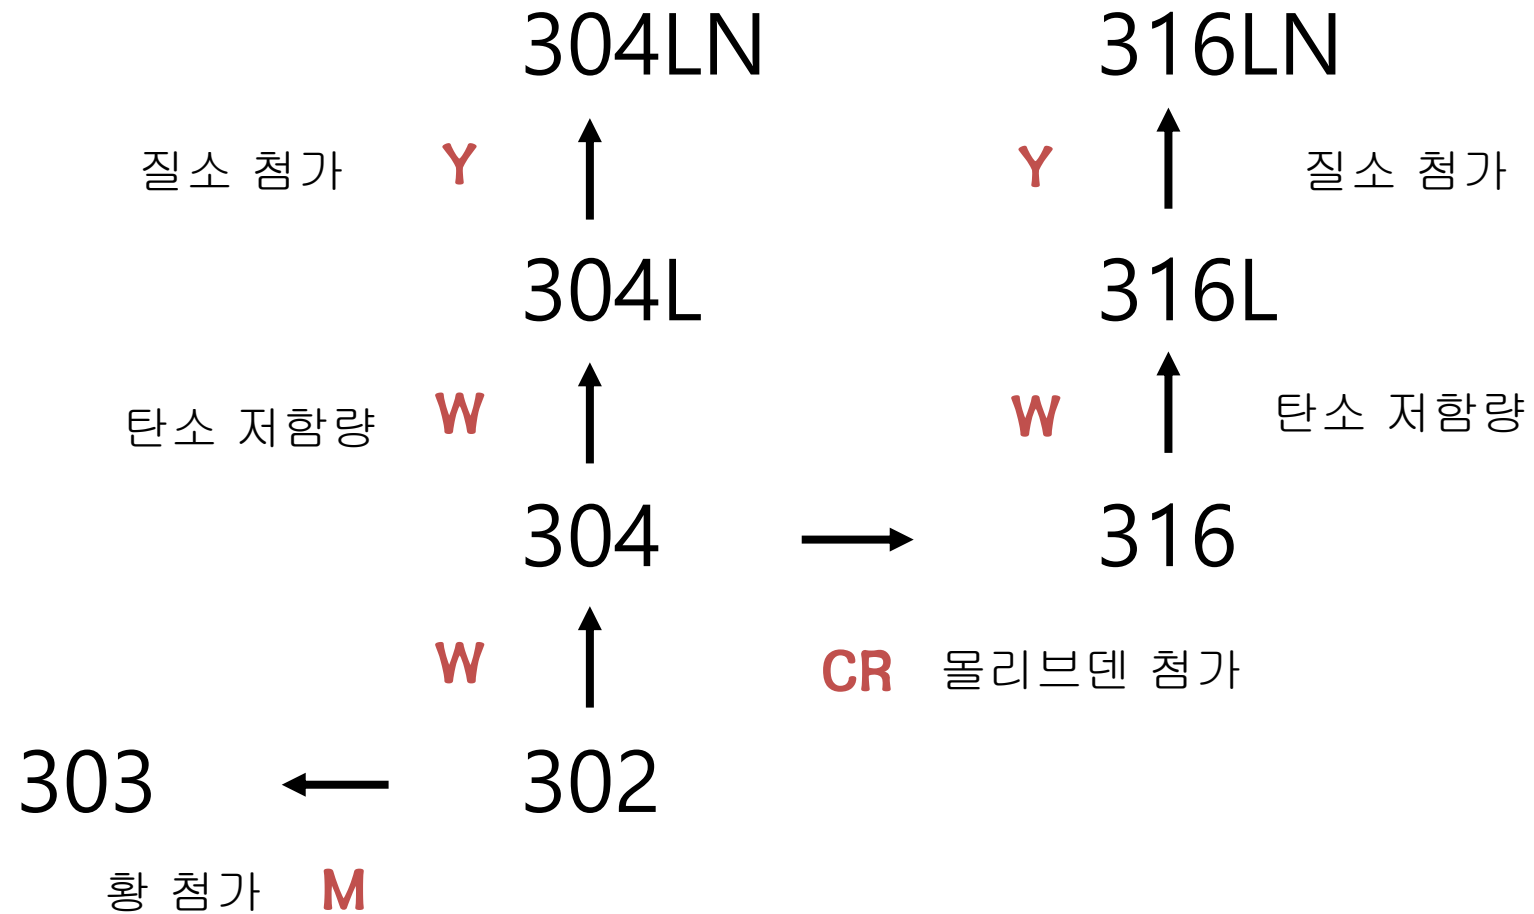 304LN 316LN
질소 첨가 Y Y 질소 첨가
304L 316L
탄소 저함량 W W 탄소 저함량
304 316
W CR 몰리브덴 첨가
303 302
황 첨가 M